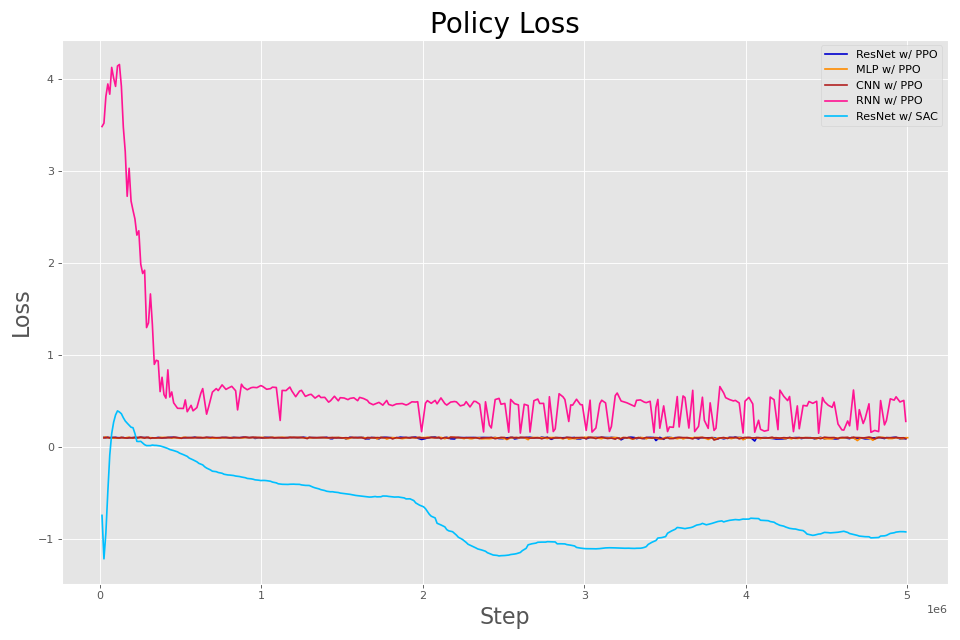 Policy Loss
ResNet w/ PPO
MLP w/ PPO
CNN w/ PPO
RNN w/ PPO
ResNet w/ SAC
Loss
4
3
2
1
0
−1
0 1 2 3 4 5
1e6
Step